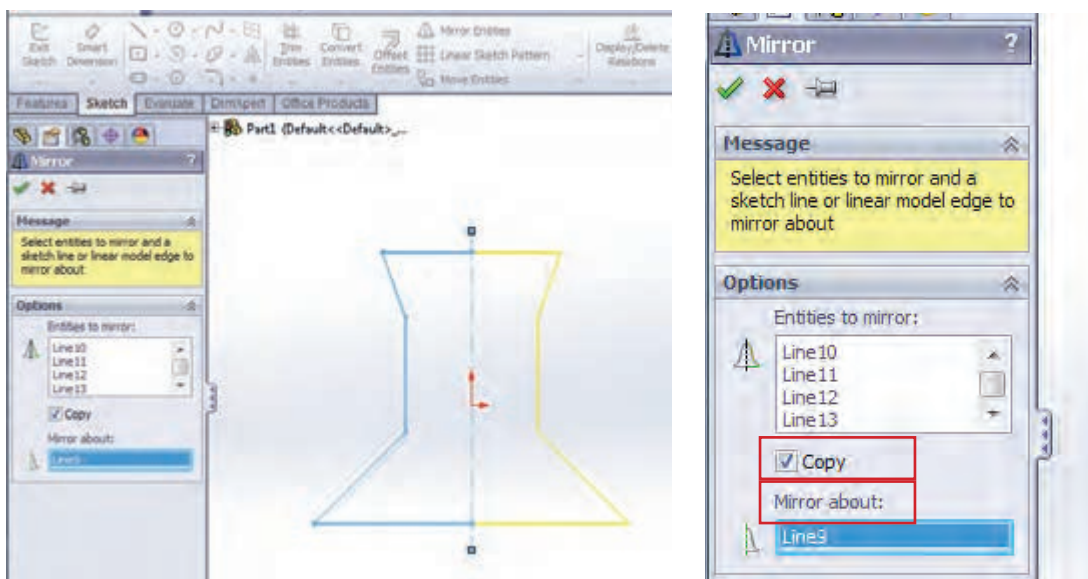 Exit
Sketch
Smart
Dimension
Trim
Entities
Convert
Entities
Offset
Entities
Mirror Entities
Linear Sketch Pattern
Move Entities
Display/Delete
Relations
Features Sketch Evaluate DimXpert Office Products
Part1 (Default<<Default>_...
Mirror ?
Message
Select entities to mirror and a
sketch line or linear model edge to
mirror about
Options
Entities to mirror:
Line10
Line11
Line12
Line13
Copy
Mirror about:
Line9
Mirror ?
Message
Select entities to mirror and a
sketch line or linear model edge to
mirror about
Options
Entities to mirror:
Line10
Line11
Line12
Line13
Copy
Mirror about:
Line9